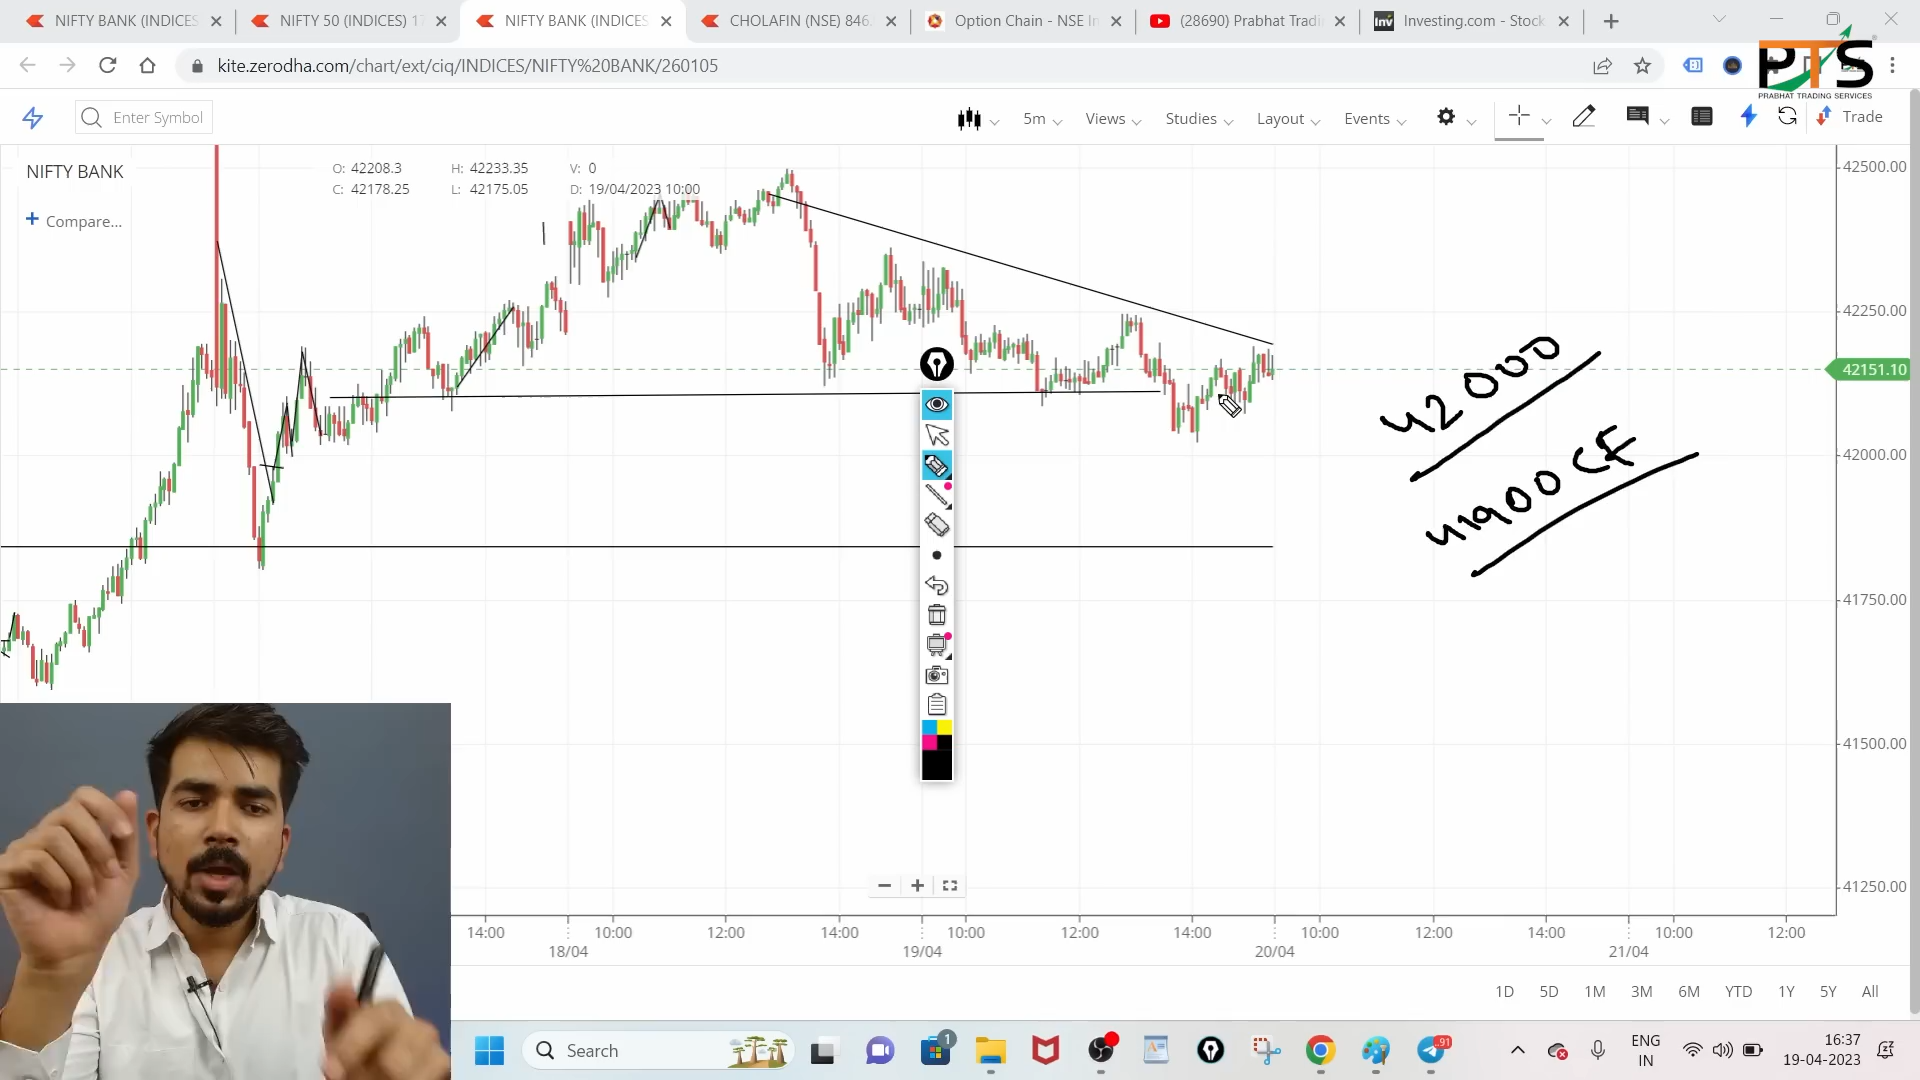 NIFTY BANK (INDICES
NIFTY 50 (INDICES) 17
NIFTY BANK (INDICES
CHOLAFIN (NSE) 846.
Option Chain - NSE In
(28690) Prabhat Tradi
Investing.com - Stock
kite.zerodha.com/chart/ext/ciq/INDICES/NIFTY%20BANK/260105
PTS
PRABHAT TRADING SERVICES
Enter Symbol
5m
Views
Studies
Layout
Events
Trade
NIFTY BANK
O: 42208.3 H: 42233.35 V: 0
C: 42178.25 L: 42175.05 D: 19/04/2023 10:00
Compare...
42500.00
42250.00
42151.10
42000.00
41750.00
41500.00
41250.00
42000
41900 CE
14:00 10:00 12:00 14:00 10:00 12:00 14:00 10:00 12:00 14:00 10:00 12:00
18/04 19/04 20/04 21/04
1D 5D 1M 3M 6M YTD 1Y 5Y All
Search
1
91
ENG
IN
16:37
19-04-2023